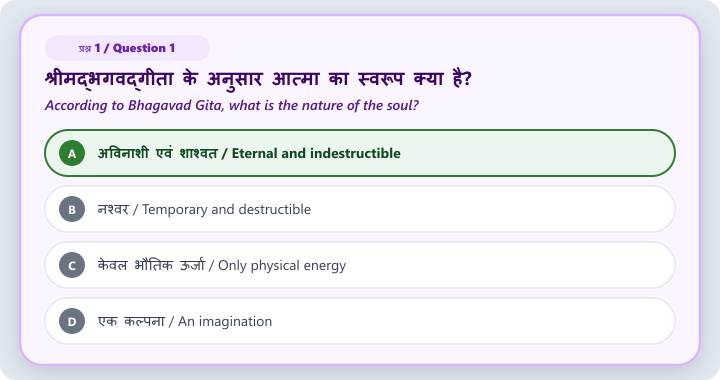 प्रश्न 1 / Question 1
श्रीमद्भगवद्गीता के अनुसार आत्मा का स्वरूप क्या है?
According to Bhagavad Gita, what is the nature of the soul?
A अविनाशी एवं शाश्वत / Eternal and indestructible
B नश्वर / Temporary and destructible
C केवल भौतिक ऊर्जा / Only physical energy
D एक कल्पना / An imagination